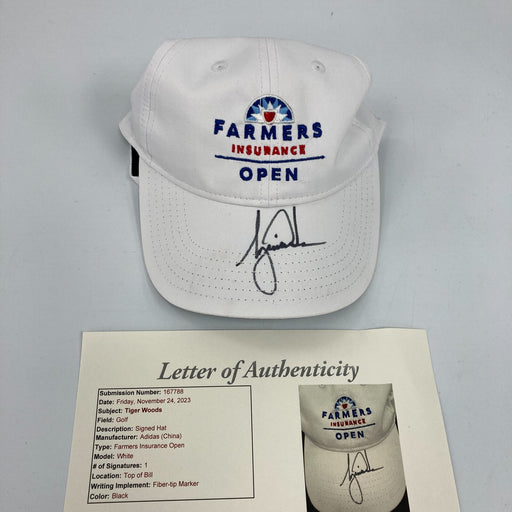 FARMERS
INSURANCE
OPEN
Letter of Authenticity
Submission Number: 167788
Date: Friday, November 24, 2023
Subject: Tiger Woods
Field: Golf
Description: Signed Hat
Manufacturer: Adidas (China)
Type: Farmers Insurance Open
Model: White
# of Signatures: 1
Location: Top of Bill
Writing Implement: Fiber-tip Marker
Color: Black
FARMERS
INSURANCE
OPEN